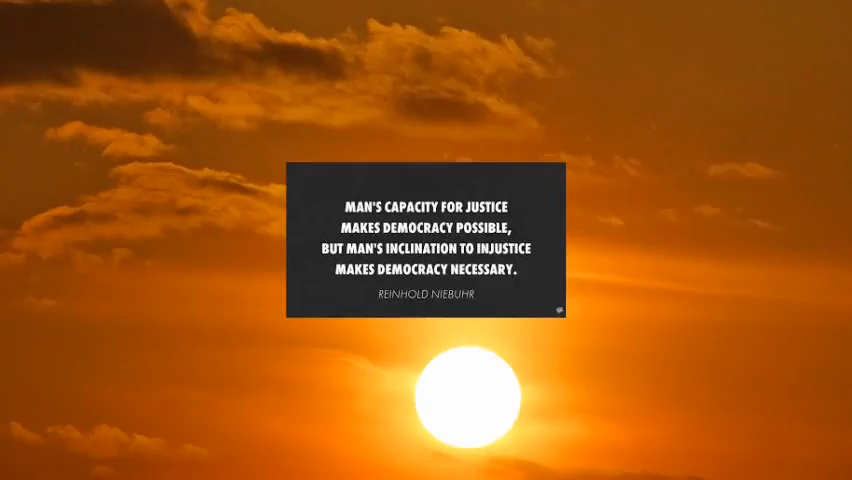 MAN'S CAPACITY FOR JUSTICE
MAKES DEMOCRACY POSSIBLE,
BUT MAN'S INCLINATION TO INJUSTICE
MAKES DEMOCRACY NECESSARY.
REINHOLD NIEBUHR